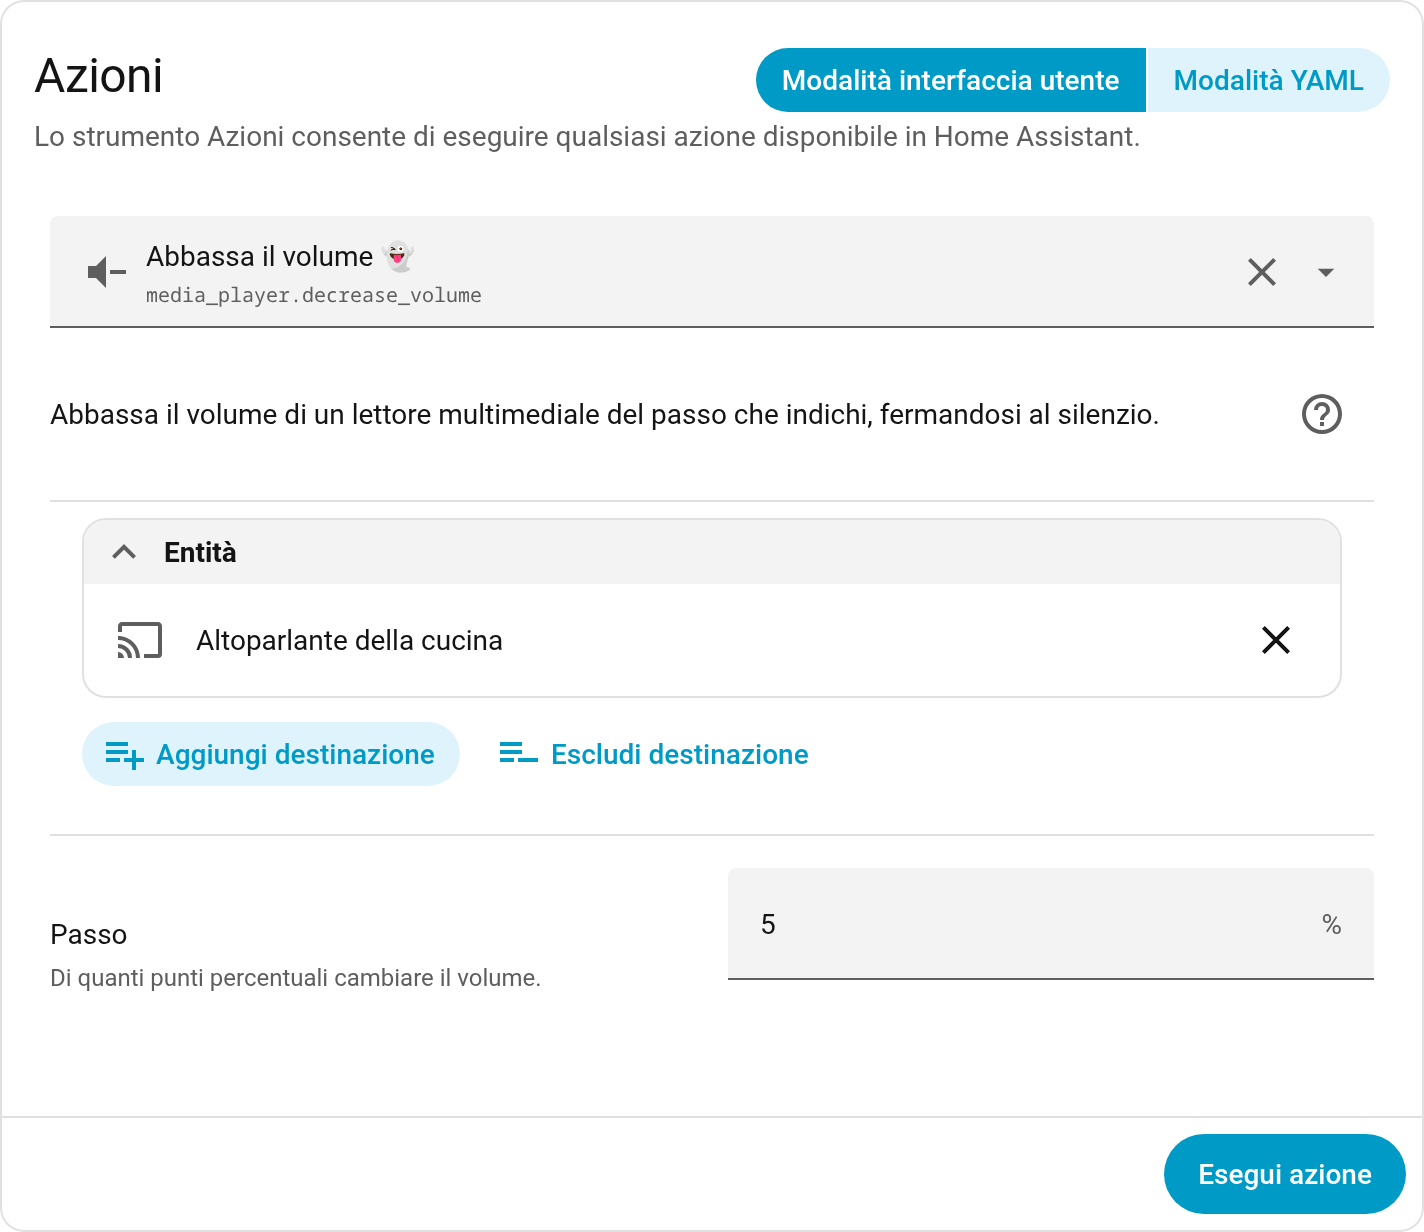 Azioni
Modalità interfaccia utente
Modalità YAML
Lo strumento Azioni consente di eseguire qualsiasi azione disponibile in Home Assistant.
Abbassa il volume 👻
media_player.decrease_volume
Abbassa il volume di un lettore multimediale del passo che indichi, fermandosi al silenzio.
Entità
Altoparlante della cucina
Aggiungi destinazione
Escludi destinazione
Passo
Di quanti punti percentuali cambiare il volume.
5
%
Esegui azione